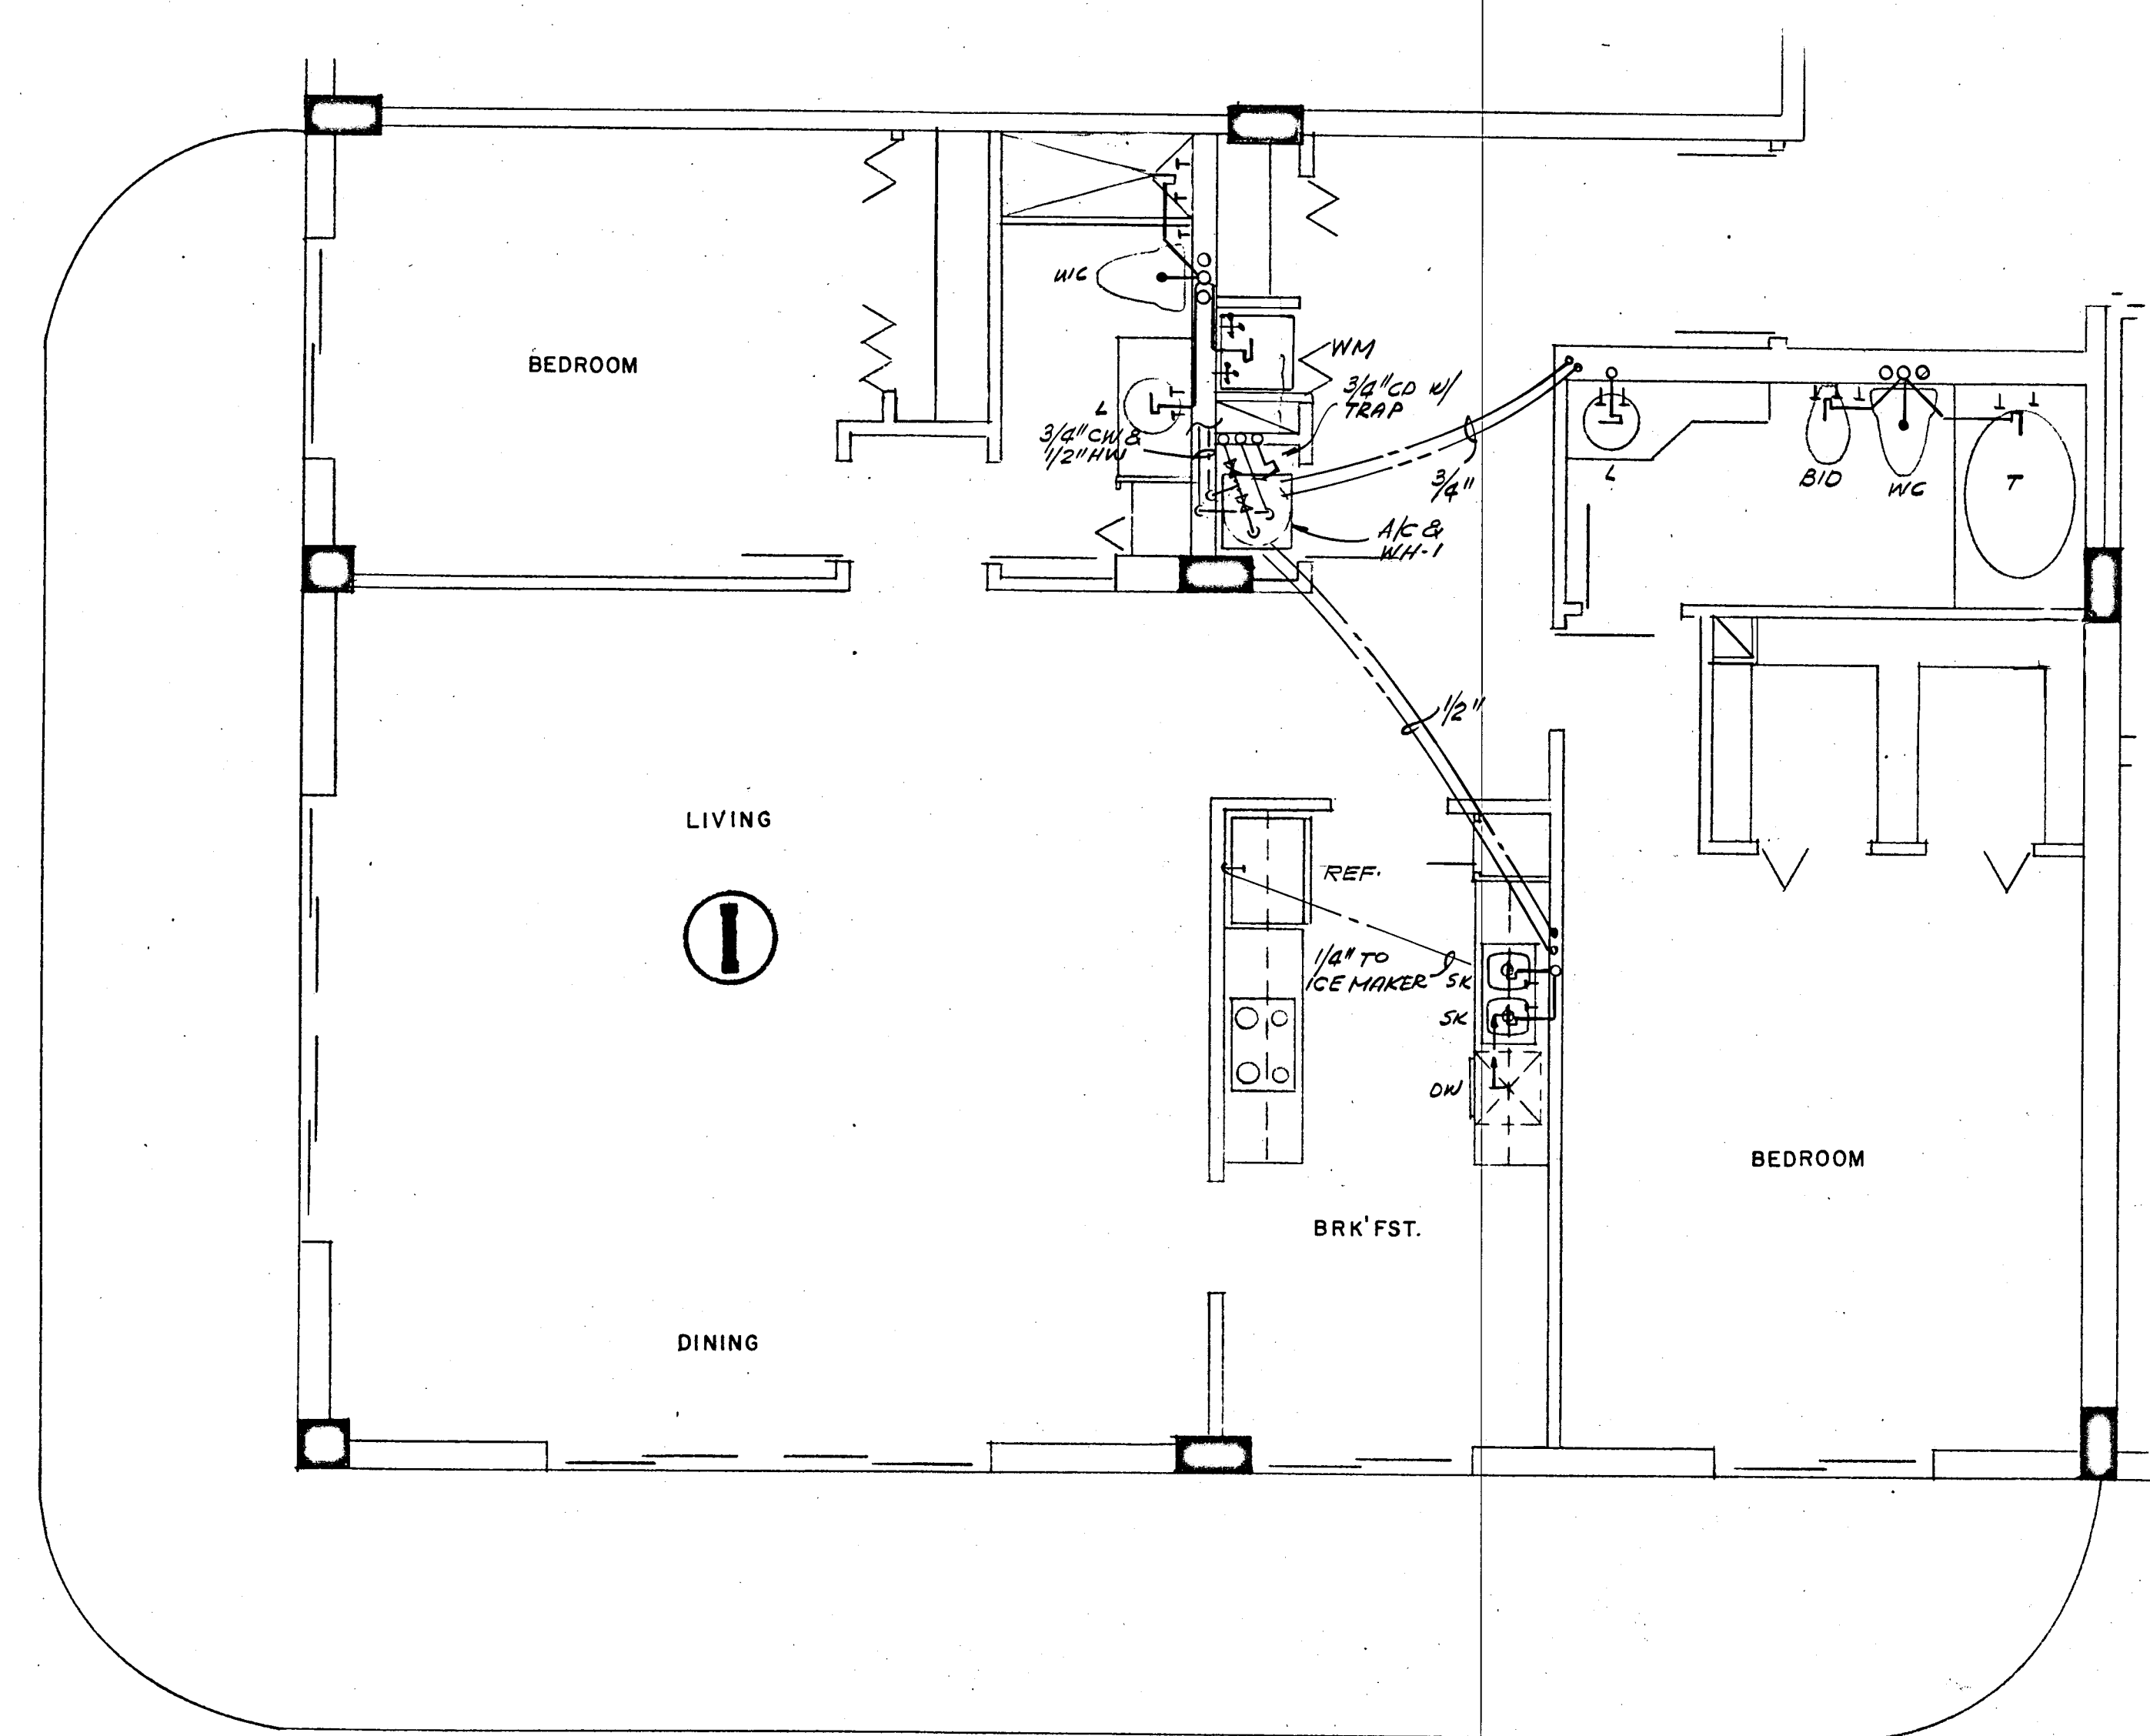 BEDROOM
WC
L
3/4" CW &
1/2" HW
WM
3/4" CD W/
TRAP
3/4"
A/C &
WH-1
L
BID
WC
T
1/2"
LIVING
I
REF.
1/4" TO
ICE MAKER
SK
SK
DW
BEDROOM
BRK'FST.
DINING